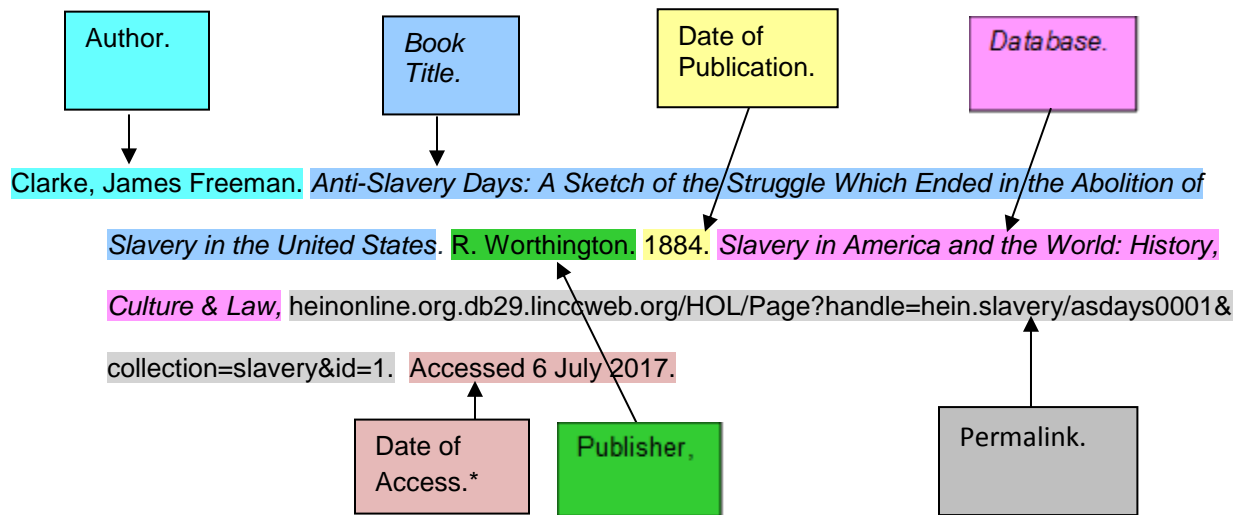 Author.
Book
Title.
Date of
Publication.
Database.
Clarke, James Freeman. Anti-Slavery Days: A Sketch of the Struggle Which Ended in the Abolition of
Slavery in the United States. R. Worthington. 1884. Slavery in America and the World: History,
Culture & Law, heinonline.org.db29.linccweb.org/HOL/Page?handle=hein.slavery/asdays0001&
collection=slavery&id=1. Accessed 6 July 2017.
Date of
Access.*
Publisher,
Permalink.